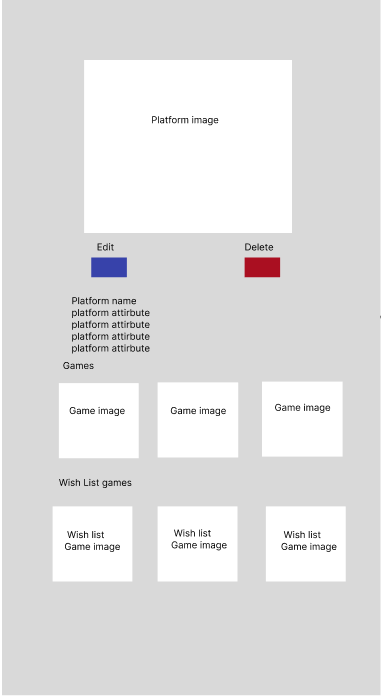 Platform image
Edit
Delete
Platform name
platform attirbute
platform attirbute
platform attirbute
platform attirbute
Games
Game image
Game image
Game image
Wish List games
Wish list
Game image
Wish list
Game image
Wish list
Game image